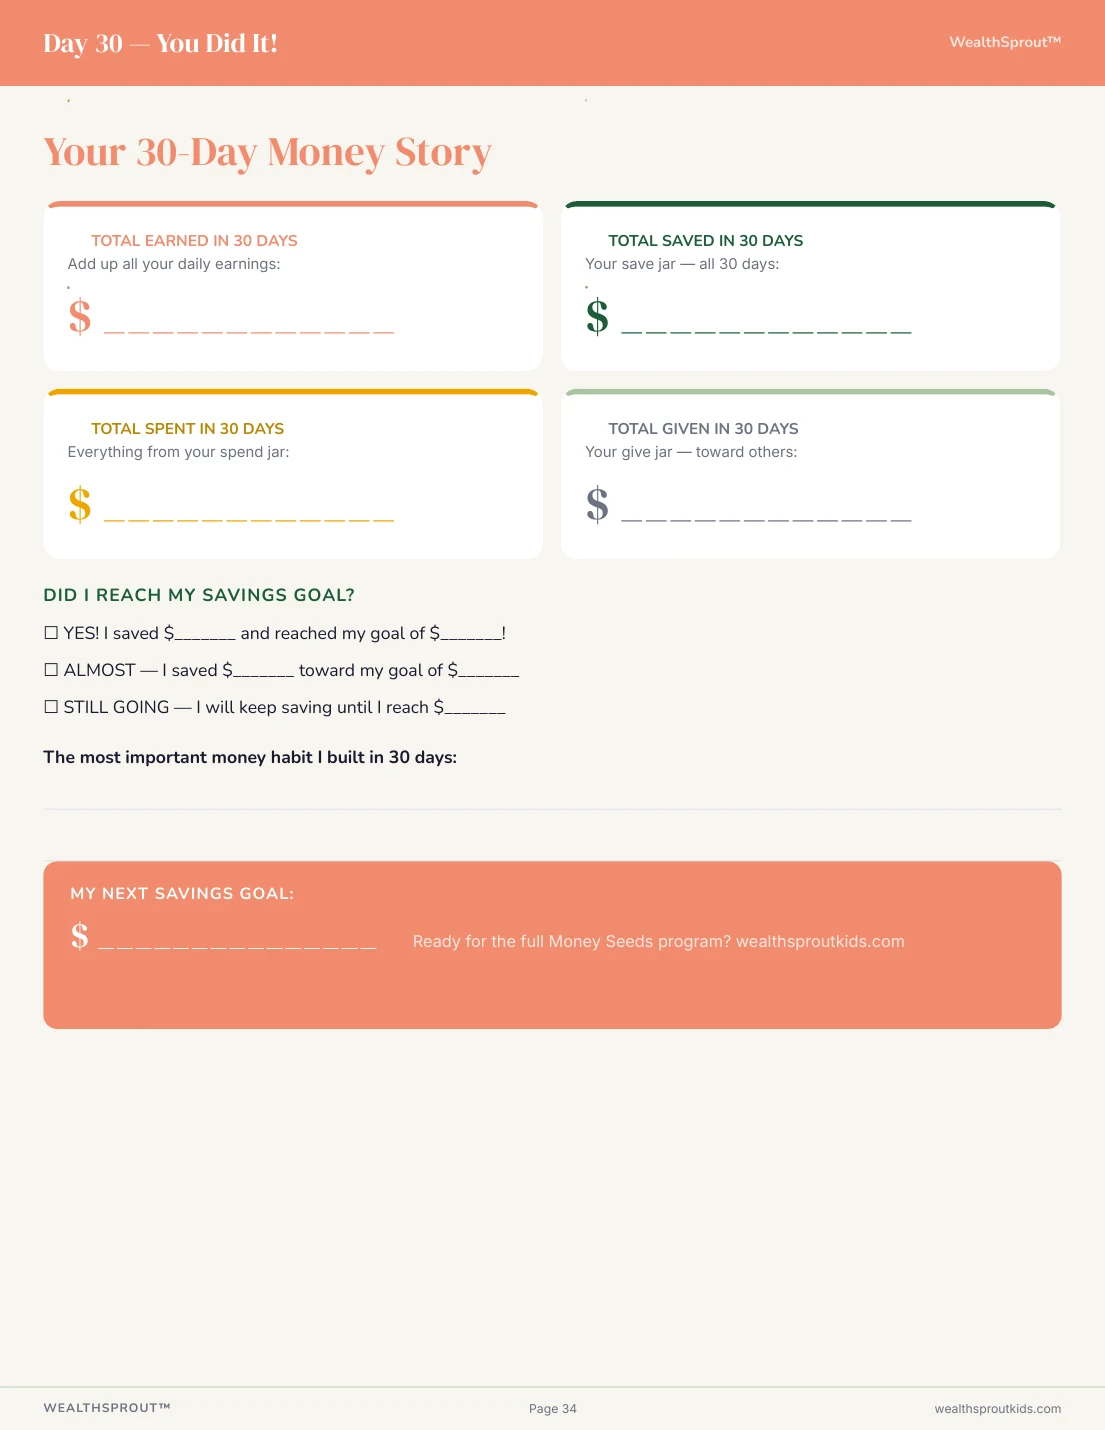 Day 30 — You Did It!
WealthSprout™
Your 30-Day Money Story
TOTAL EARNED IN 30 DAYS
Add up all your daily earnings:
$ ____________
TOTAL SAVED IN 30 DAYS
Your save jar — all 30 days:
$ ____________
TOTAL SPENT IN 30 DAYS
Everything from your spend jar:
$ ____________
TOTAL GIVEN IN 30 DAYS
Your give jar — toward others:
$ ____________
DID I REACH MY SAVINGS GOAL?
☐ YES! I saved $_______ and reached my goal of $_______!
☐ ALMOST — I saved $_______ toward my goal of $_______
☐ STILL GOING — I will keep saving until I reach $_______
The most important money habit I built in 30 days:
MY NEXT SAVINGS GOAL:
$ _______________ Ready for the full Money Seeds program? wealthsproutkids.com
WEALTHSPROUT™
Page 34
wealthsproutkids.com